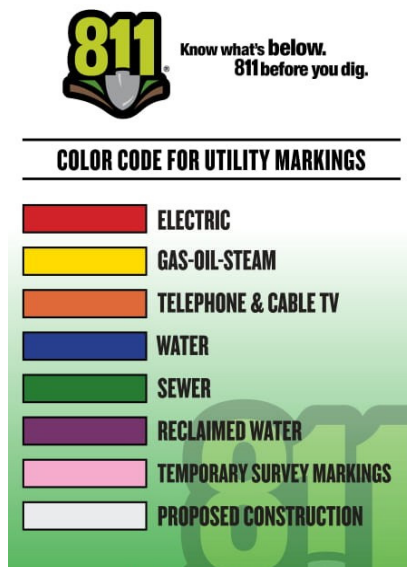 811®
Know what's below.
811 before you dig.
COLOR CODE FOR UTILITY MARKINGS
ELECTRIC
GAS-OIL-STEAM
TELEPHONE & CABLE TV
WATER
SEWER
RECLAIMED WATER
TEMPORARY SURVEY MARKINGS
PROPOSED CONSTRUCTION
811